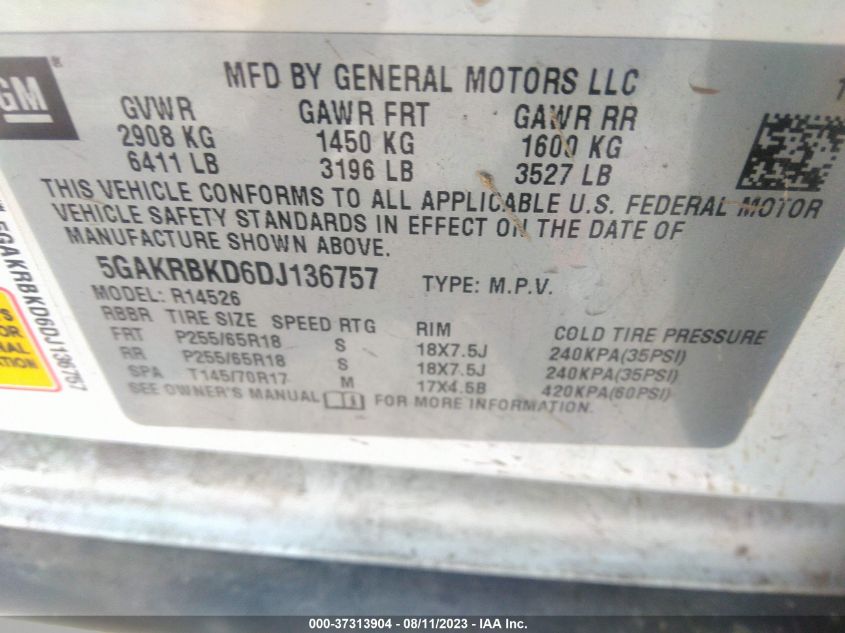 GM ®
MFD BY GENERAL MOTORS LLC
GVWR GAWR FRT GAWR RR
2908 KG 1450 KG 1600 KG
6411 LB 3196 LB 3527 LB
THIS VEHICLE CONFORMS TO ALL APPLICABLE U.S. FEDERAL MOTOR
VEHICLE SAFETY STANDARDS IN EFFECT ON THE DATE OF
MANUFACTURE SHOWN ABOVE.
5GAKRBKD6DJ136757 TYPE: M.P.V.
MODEL: R14526
RBBR TIRE SIZE SPEED RTG RIM COLD TIRE PRESSURE
FRT P255/65R18 S 18X7.5J 240KPA(35PSI)
RR P255/65R18 S 18X7.5J 240KPA(35PSI)
SPA T145/70R17 M 17X4.5B 420KPA(60PSI)
SEE OWNER'S MANUAL FOR MORE INFORMATION.
5GAKRBKD6DJ136757
000-37313904 - 08/11/2023 - IAA Inc.